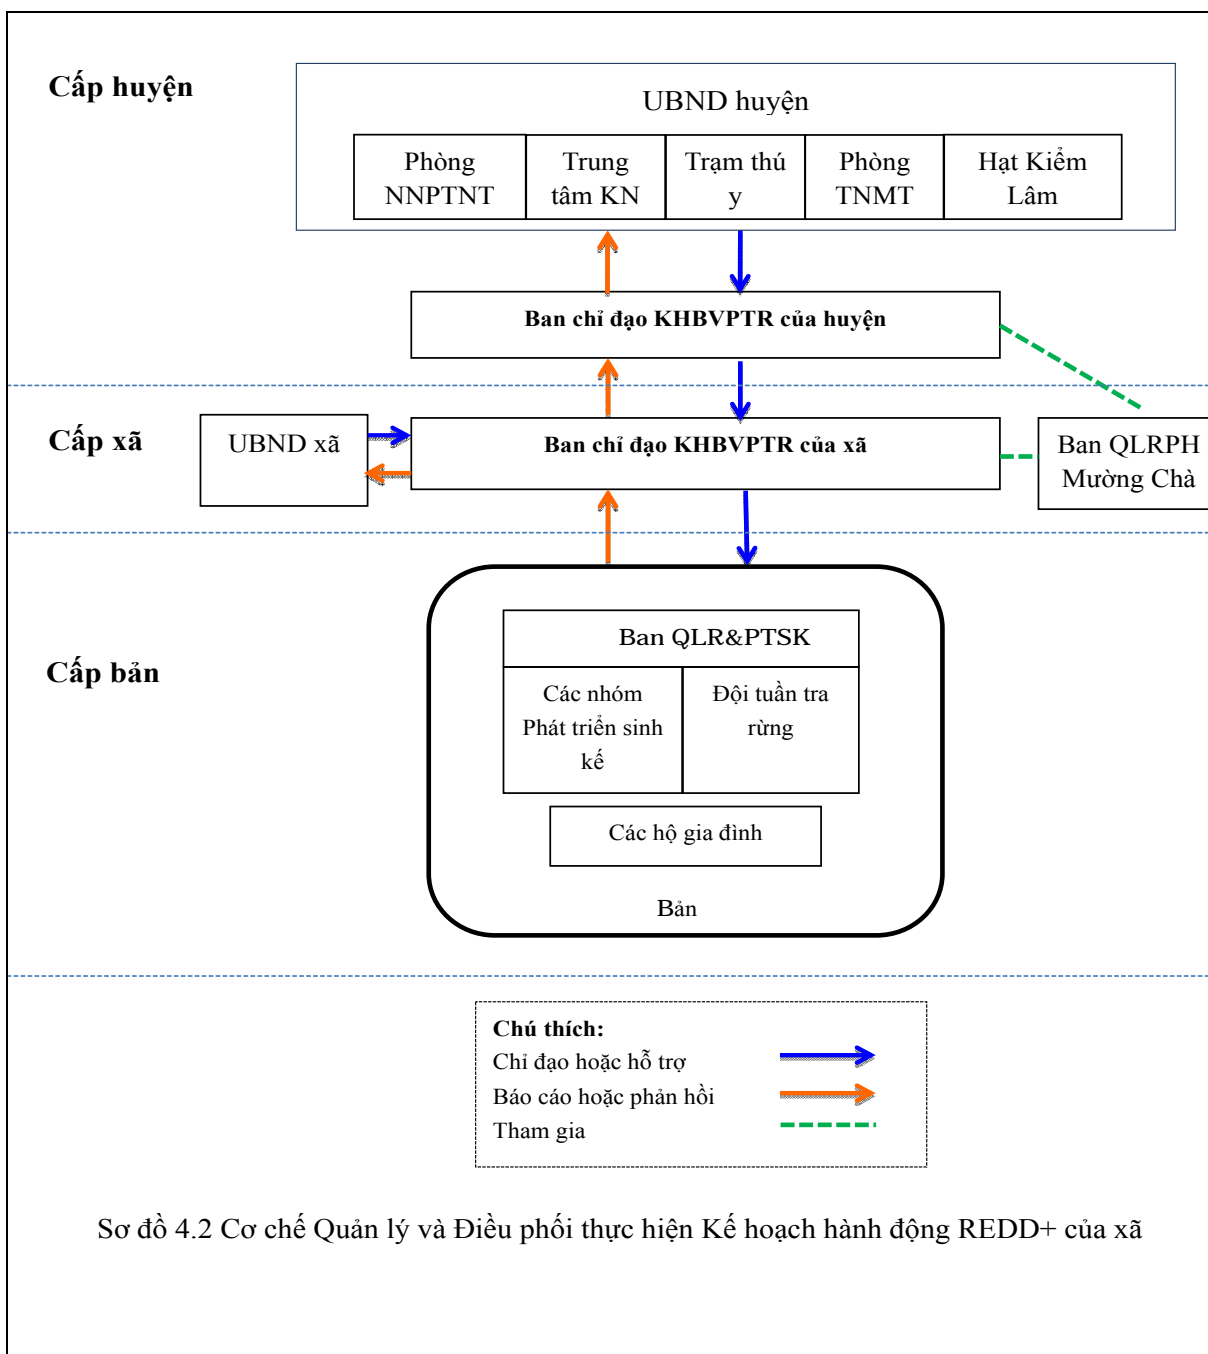 Cấp huyện
UBND huyện
Phòng
NNPTNT
Trung
tâm KN
Trạm thú
y
Phòng
TNMT
Hạt Kiểm
Lâm
Ban chỉ đạo KHBVPTR của huyện
Cấp xã
UBND xã
Ban chỉ đạo KHBVPTR của xã
Ban QLRPH
Mường Chà
Cấp bản
Ban QLR&PTSK
Các nhóm
Phát triển sinh
kế
Đội tuần tra
rừng
Các hộ gia đình
Bản
Chú thích:
Chỉ đạo hoặc hỗ trợ
Báo cáo hoặc phản hồi
Tham gia
Sơ đồ 4.2 Cơ chế Quản lý và Điều phối thực hiện Kế hoạch hành động REDD+ của xã